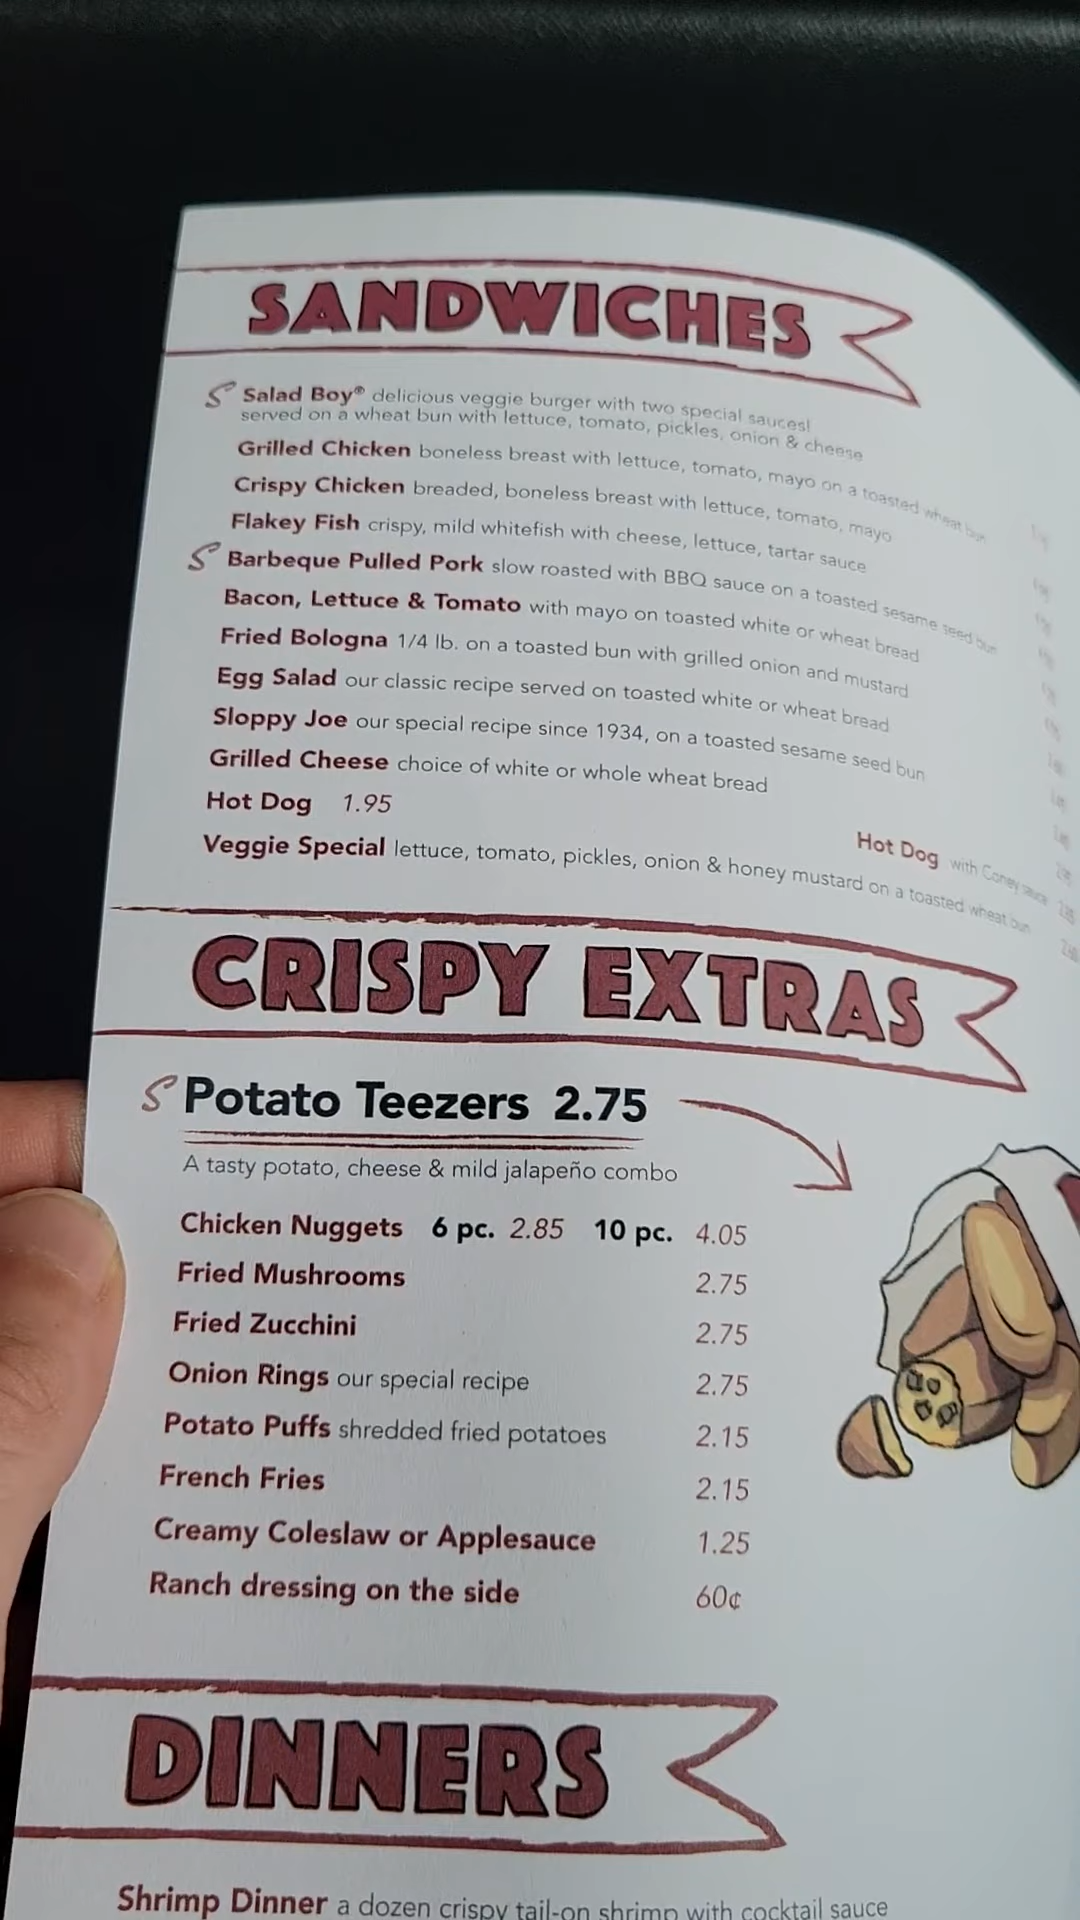 SANDWICHES
S Salad Boy® delicious veggie burger with two special sauces!
served on a wheat bun with lettuce, tomato, pickles, onion & cheese
Grilled Chicken boneless breast with lettuce, tomato, mayo on a toasted wheat bun
Crispy Chicken breaded, boneless breast with lettuce, tomato, mayo
Flakey Fish crispy, mild whitefish with cheese, lettuce, tartar sauce
S Barbeque Pulled Pork slow roasted with BBQ sauce on a toasted sesame seed bun
Bacon, Lettuce & Tomato with mayo on toasted white or wheat bread
Fried Bologna 1/4 lb. on a toasted bun with grilled onion and mustard
Egg Salad our classic recipe served on toasted white or wheat bread
Sloppy Joe our special recipe since 1934, on a toasted sesame seed bun
Grilled Cheese choice of white or whole wheat bread
Hot Dog 1.95 Hot Dog with Coney sauce
Veggie Special lettuce, tomato, pickles, onion & honey mustard on a toasted wheat bun
CRISPY EXTRAS
S Potato Teezers 2.75
A tasty potato, cheese & mild jalapeño combo
Chicken Nuggets 6 pc. 2.85 10 pc. 4.05
Fried Mushrooms 2.75
Fried Zucchini 2.75
Onion Rings our special recipe 2.75
Potato Puffs shredded fried potatoes 2.15
French Fries 2.15
Creamy Coleslaw or Applesauce 1.25
Ranch dressing on the side 60¢
DINNERS
Shrimp Dinner a dozen crispy tail-on shrimp with cocktail sauce